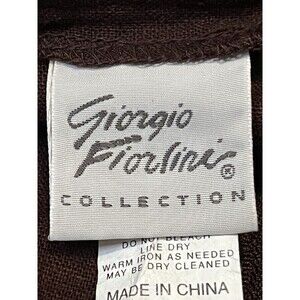 Giorgio
Fiorlini®
COLLECTION
DO NOT BLEACH
LINE DRY
WARM IRON AS NEEDED
MAY BE DRY CLEANED
MADE IN CHINA